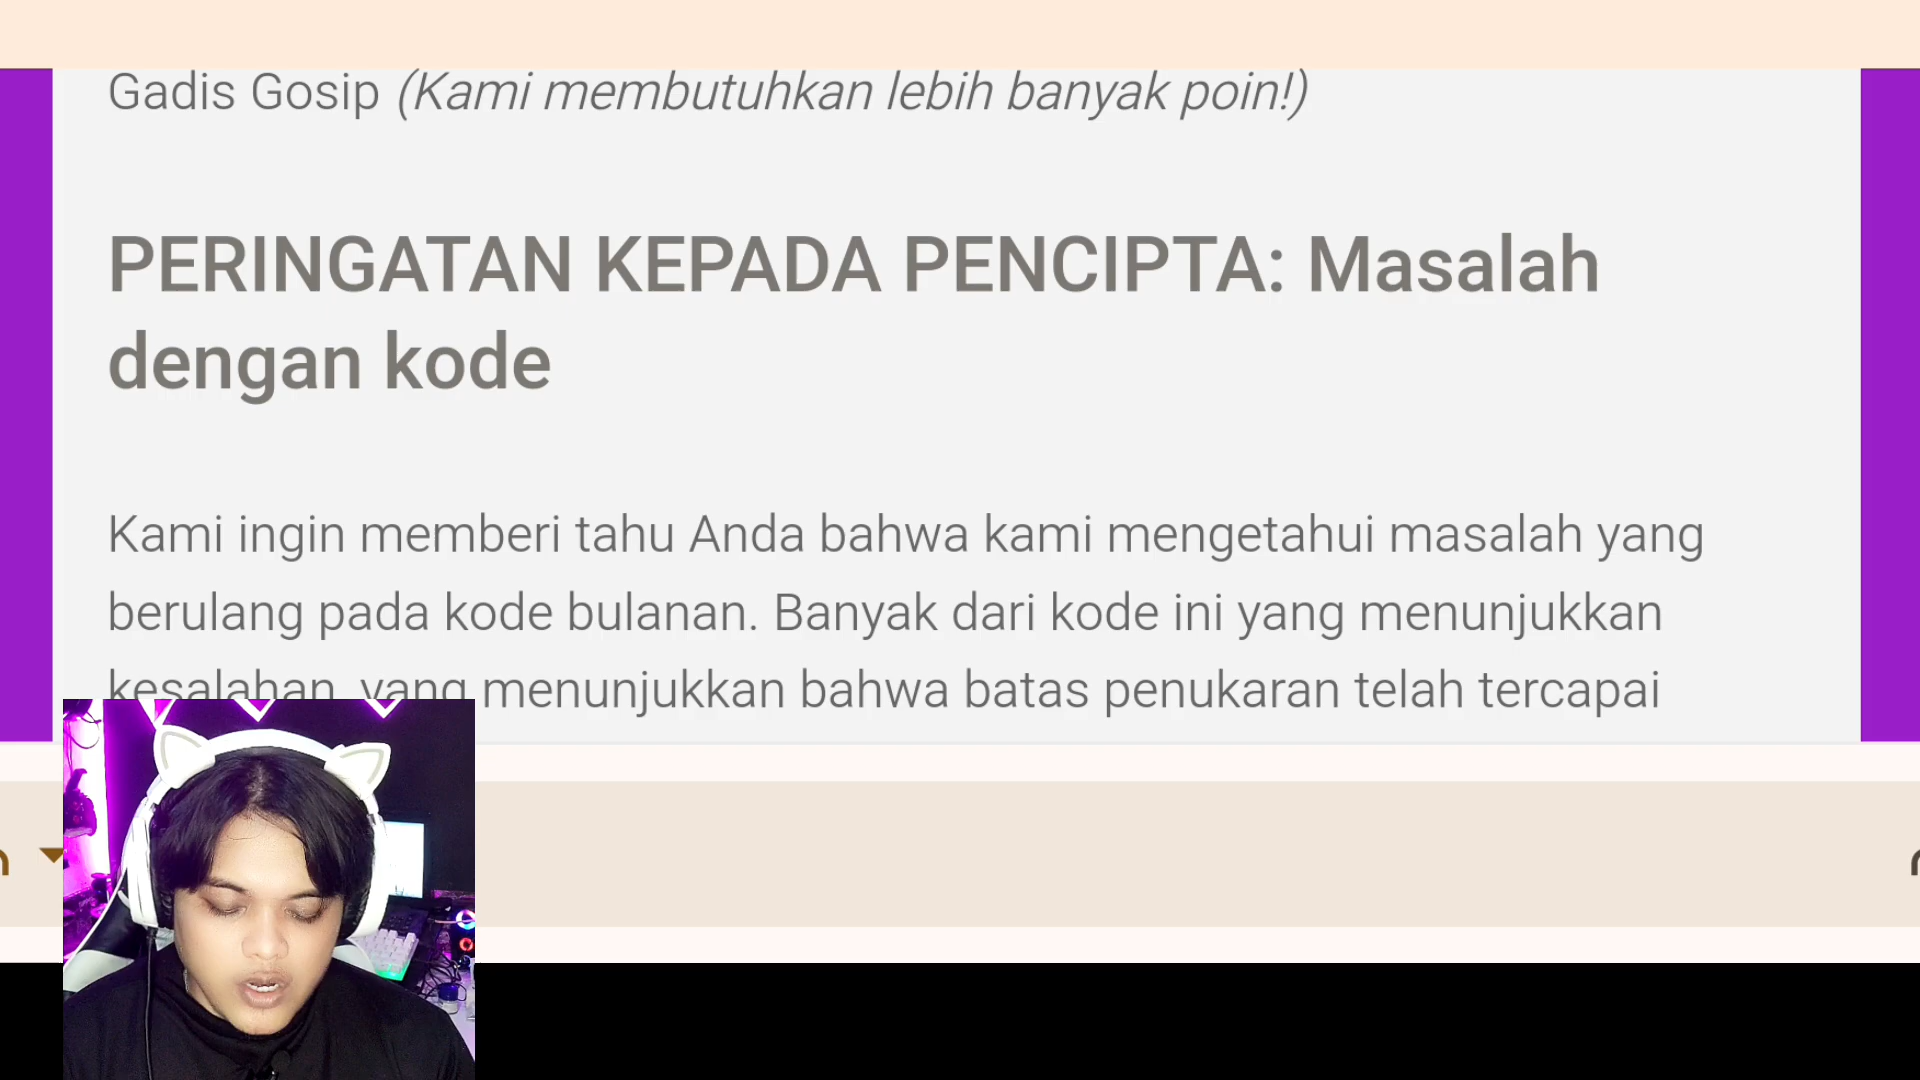 Gadis Gosip (Kami membutuhkan lebih banyak poin!)
PERINGATAN KEPADA PENCIPTA: Masalah
dengan kode
Kami ingin memberi tahu Anda bahwa kami mengetahui masalah yang
berulang pada kode bulanan. Banyak dari kode ini yang menunjukkan
kesalahan, yang menunjukkan bahwa batas penukaran telah tercapai